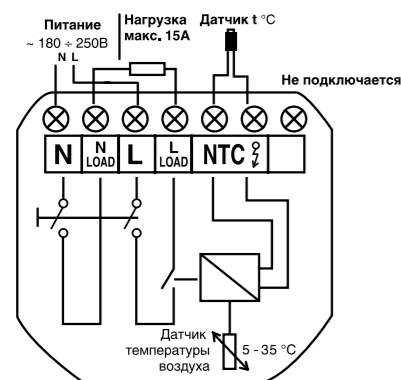 Питание
~ 180 ÷ 250В
N L
Нагрузка
макс. 15А
Датчик t °C
Не подключается
N
N
LOAD
L
L
LOAD
NTC
Датчик
температуры
воздуха
5 - 35 °C